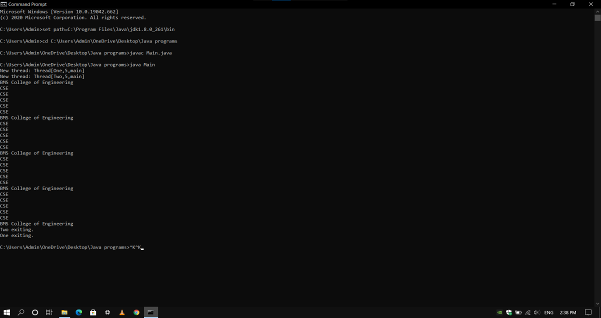 Command Prompt
Microsoft Windows [Version 10.0.19042.662]
(c) 2020 Microsoft Corporation. All rights reserved.
C:\Users\Admin>set path=C:\Program Files\Java\jdk1.8.0_261\bin
C:\Users\Admin>cd C:\Users\Admin\OneDrive\Desktop\Java programs
C:\Users\Admin\OneDrive\Desktop\Java programs>javac Main.java
C:\Users\Admin\OneDrive\Desktop\Java programs>java Main
New thread: Thread[One,5,main]
New thread: Thread[Two,5,main]
BMS College of Engineering
CSE
CSE
CSE
CSE
CSE
BMS College of Engineering
CSE
CSE
CSE
CSE
CSE
BMS College of Engineering
CSE
CSE
CSE
CSE
CSE
BMS College of Engineering
CSE
CSE
CSE
CSE
CSE
BMS College of Engineering
Two exiting.
One exiting.
C:\Users\Admin\OneDrive\Desktop\Java programs>^K^K
ENG
2:38 PM